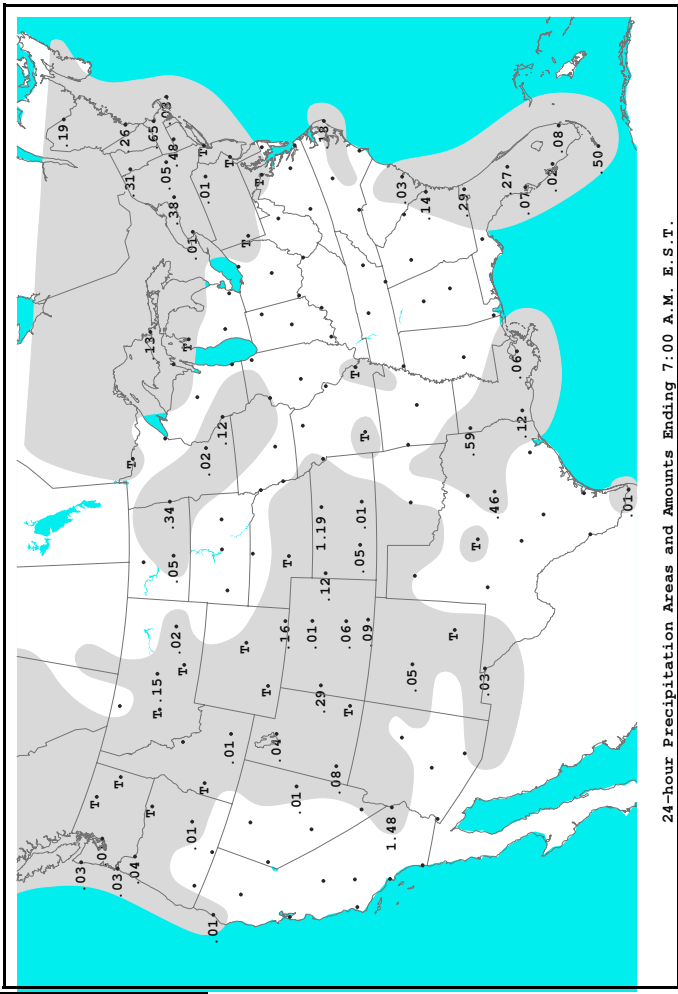 .19
.03
T
.03
T
.26
.31
T
.04
.13
T
.65
T
.15
.05
.03
.34
.05
.38
.48
.02
T
T
.01
.01
T
T
.02
.01
.01
.12
.01
T
T
T
T
T
.04
.16
T
.01
.01
.29
1.19
.18
.12
.08
.06
T
T
.05
.01
T
.09
1.48
.03
.05
.14
T
.29
.59
T
.03
.46
.27
.06
.12
.07
.02
.08
.50
.01
24-hour Precipitation Areas and Amounts Ending 7:00 A.M. E.S.T.